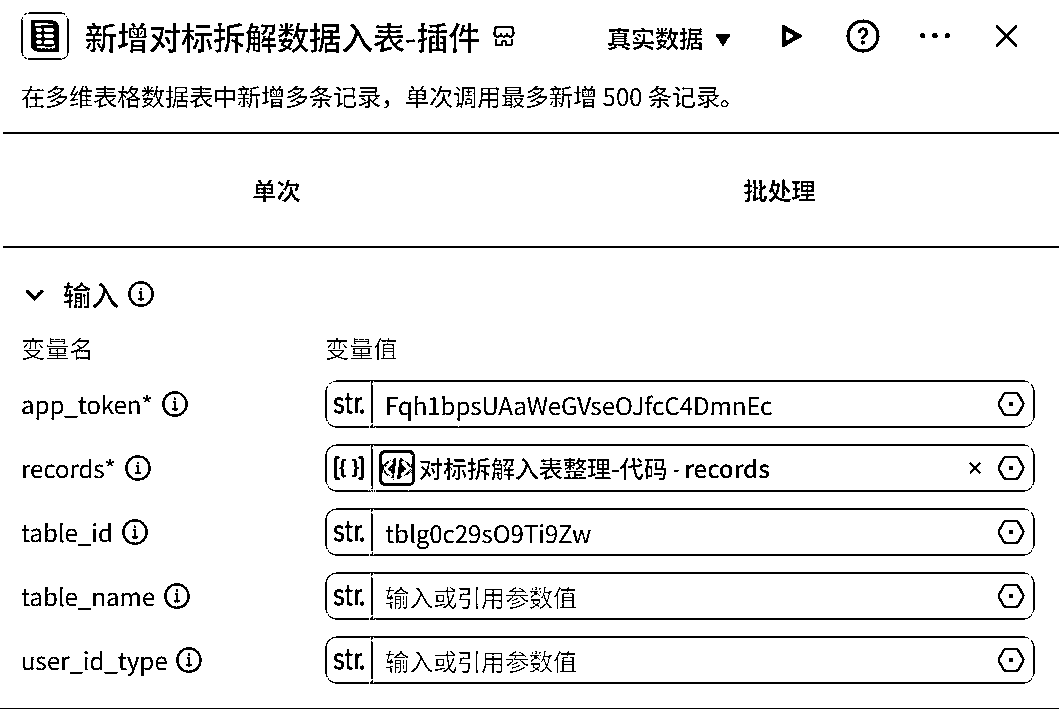 新增对标拆解数据入表-插件 真实数据
在多维表格数据表中新增多条记录，单次调用最多新增 500 条记录。
单次 批处理
输入
变量名 变量值
app_token* str. Fqh1bpsUAaWeGVseOJfcC4DmnEc
records* [{}] 对标拆解入表整理-代码 - records
table_id str. tblg0c29sO9Ti9Zw
table_name str. 输入或引用参数值
user_id_type str. 输入或引用参数值